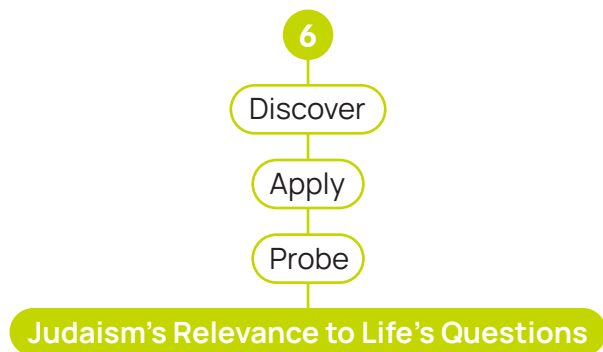 6
Discover
Apply
Probe
Judaism's Relevance to Life's Questions